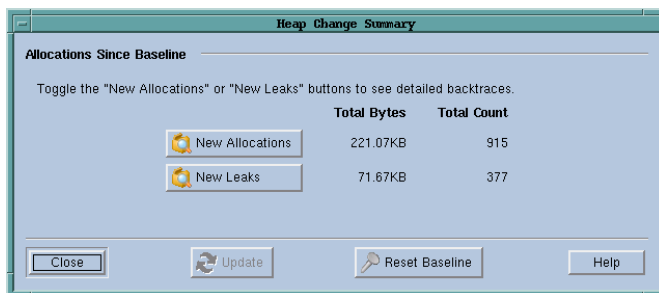 Heap Change Summary
Allocations Since Baseline
Toggle the "New Allocations" or "New Leaks" buttons to see detailed backtraces.
Total Bytes Total Count
New Allocations 221.07KB 915
New Leaks 71.67KB 377
Close Update Reset Baseline Help